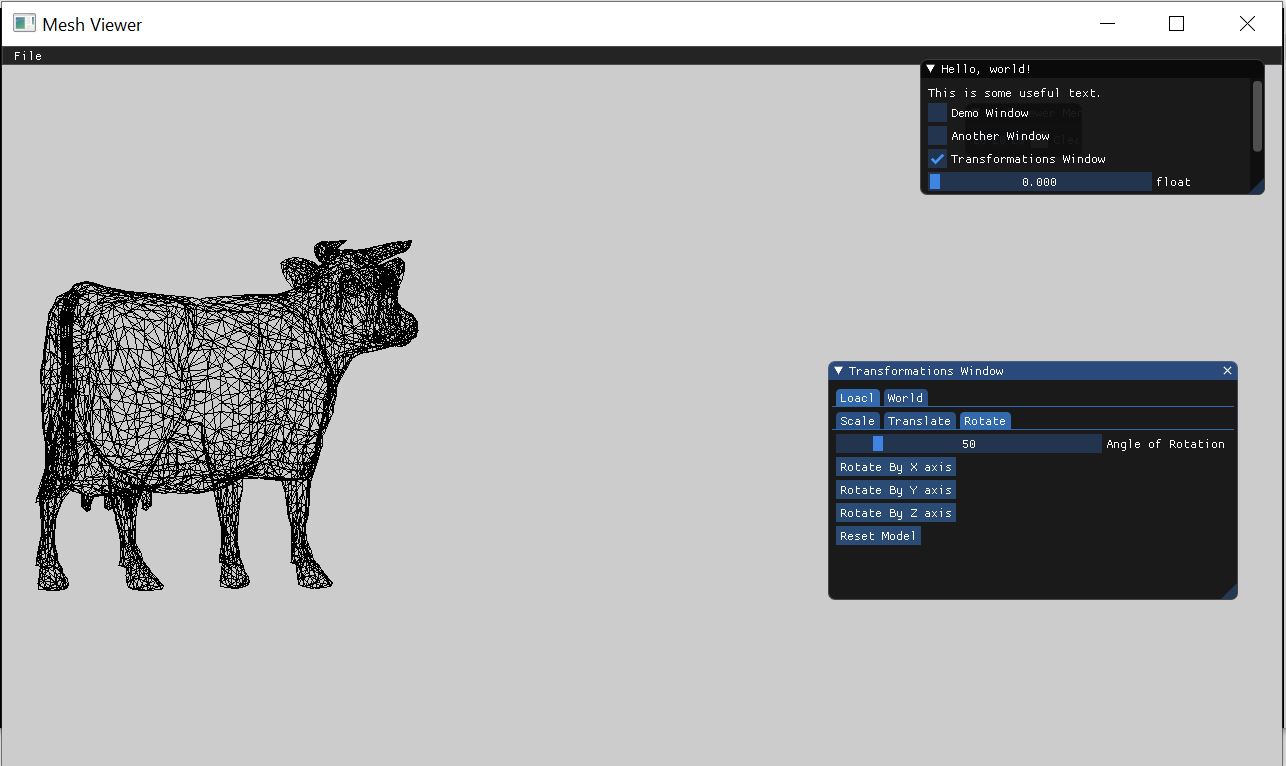 Mesh Viewer
File
Hello, world!
This is some useful text.
Demo Window
Another Window
Transformations Window
0.000 float
Transformations Window
Loacl World
Scale Translate Rotate
50 Angle of Rotation
Rotate By X axis
Rotate By Y axis
Rotate By Z axis
Reset Model